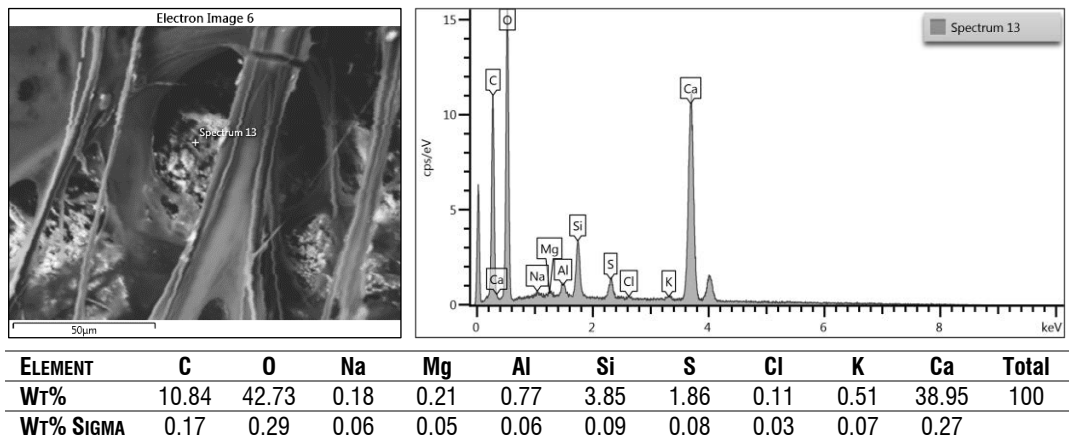 Electron Image 6
Spectrum 13
50μm
Spectrum 13
cps/eV
15
10
5
0
O
C
Ca
Ca
Si
Mg
Na
Al
S
Cl
K
0 2 4 6 8 keV
ELEMENT C O Na Mg Al Si S Cl K Ca Total
WT% 10.84 42.73 0.18 0.21 0.77 3.85 1.86 0.11 0.51 38.95 100
WT% SIGMA 0.17 0.29 0.06 0.05 0.06 0.09 0.08 0.03 0.07 0.27